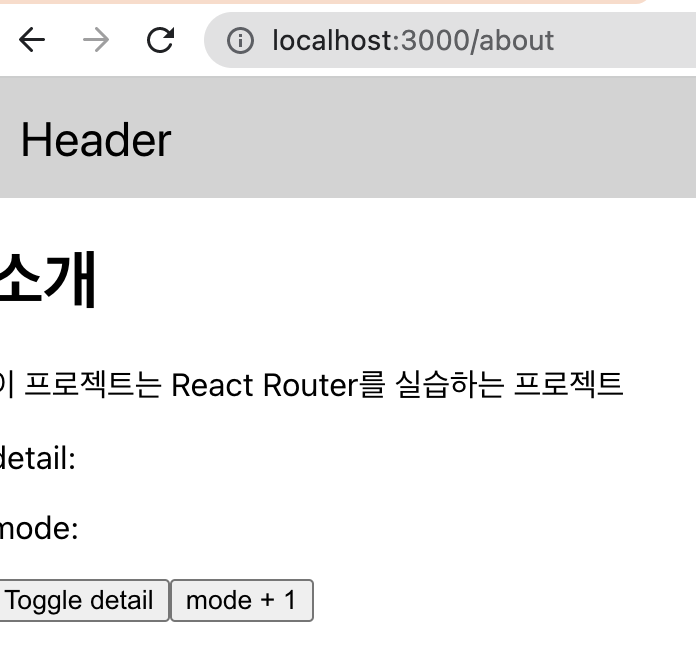 localhost:3000/about
Header
소개
이 프로젝트는 React Router를 실습하는 프로젝트
detail:
mode:
Toggle detail mode + 1